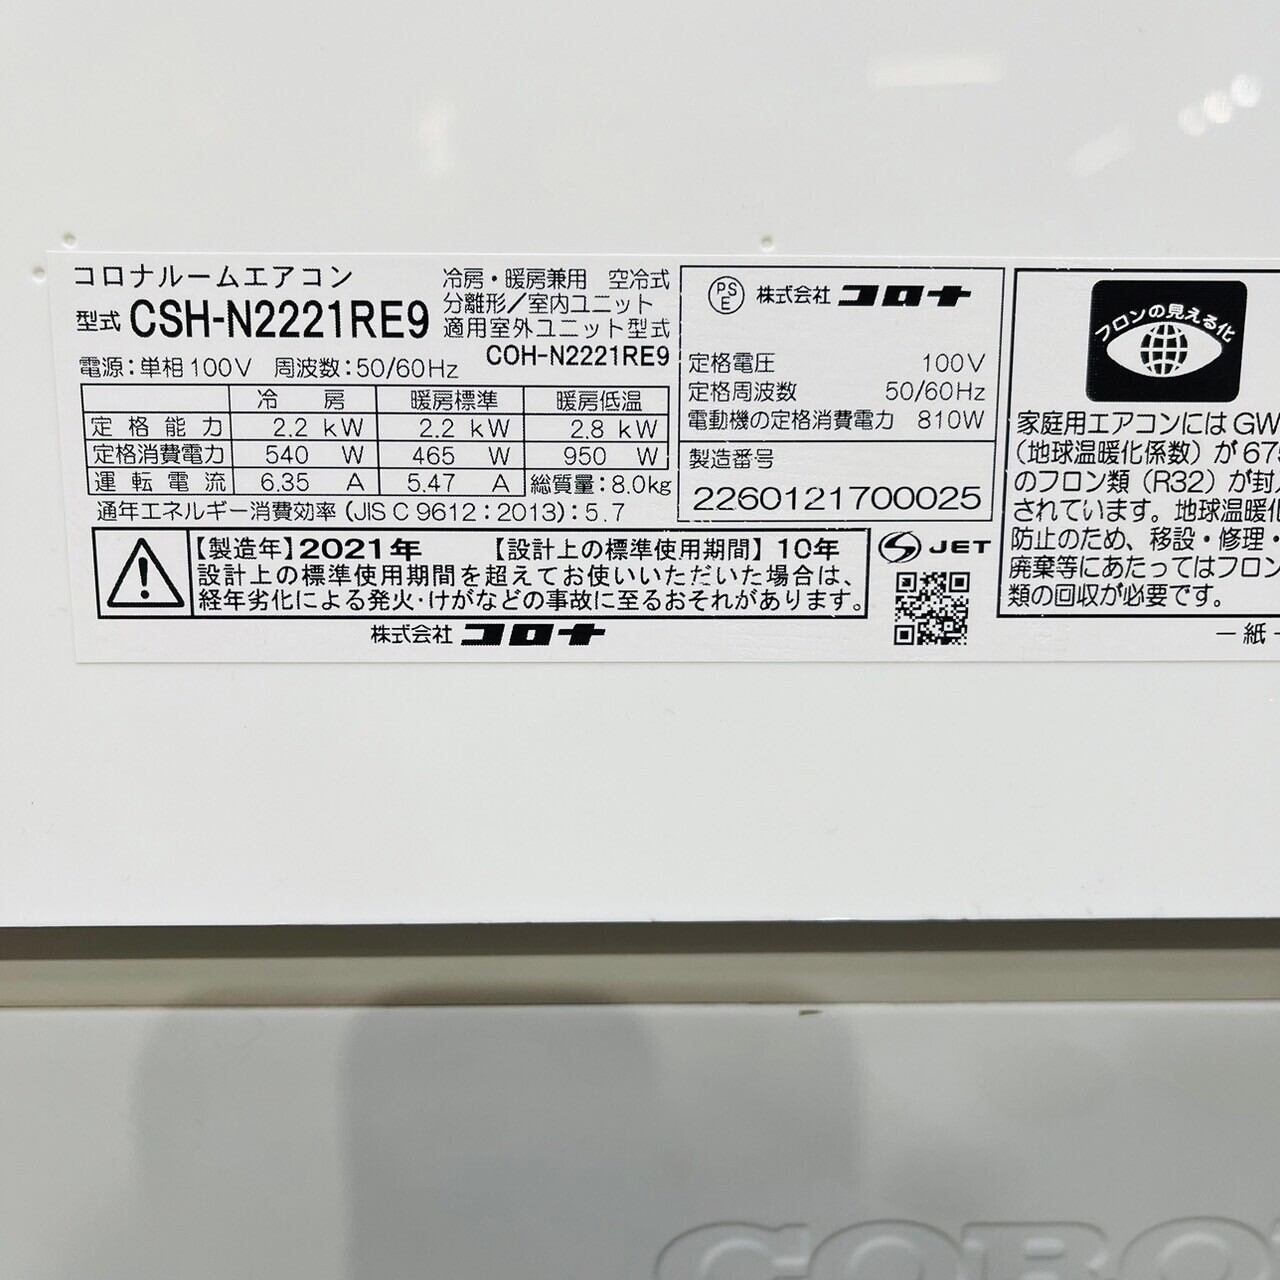 コロナルームエアコン
型式 CSH-N2221RE9
冷房・暖房兼用 空冷式
分離形/室内ユニット
適用室外ユニット型式
COH-N2221RE9
電源:単相100V 周波数:50/60Hz
冷 房 暖房標準 暖房低温
定格能力 2.2 kW 2.2 kW 2.8 kW
定格消費電力 540 W 465 W 950 W
運転電流 6.35 A 5.47 A 総質量:8.0kg
通年エネルギー消費効率(JIS C 9612:2013):5.7
【製造年】2021年 【設計上の標準使用期間】10年
設計上の標準使用期間を超えてお使いいただいた場合は、
経年劣化による発火・けがなどの事故に至るおそれがあります。
株式会社 コロナ
PS
E
株式会社 コロナ
定格電圧 100V
定格周波数 50/60Hz
電動機の定格消費電力 810W
製造番号
2260121700025
JET
フロンの見える化
家庭用エアコンにはGW
(地球温暖化係数)が675
のフロン類(R32)が封入
されています。地球温暖化
防止のため、移設・修理・
廃棄等にあたってはフロン
類の回収が必要です。
－紙－
CORO